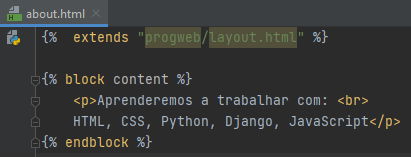 about.html
{%  extends "progweb/layout.html" %}
{% block content %}
<p>Aprenderemos a trabalhar com: <br>
HTML, CSS, Python, Django, JavaScript</p>
{% endblock %}